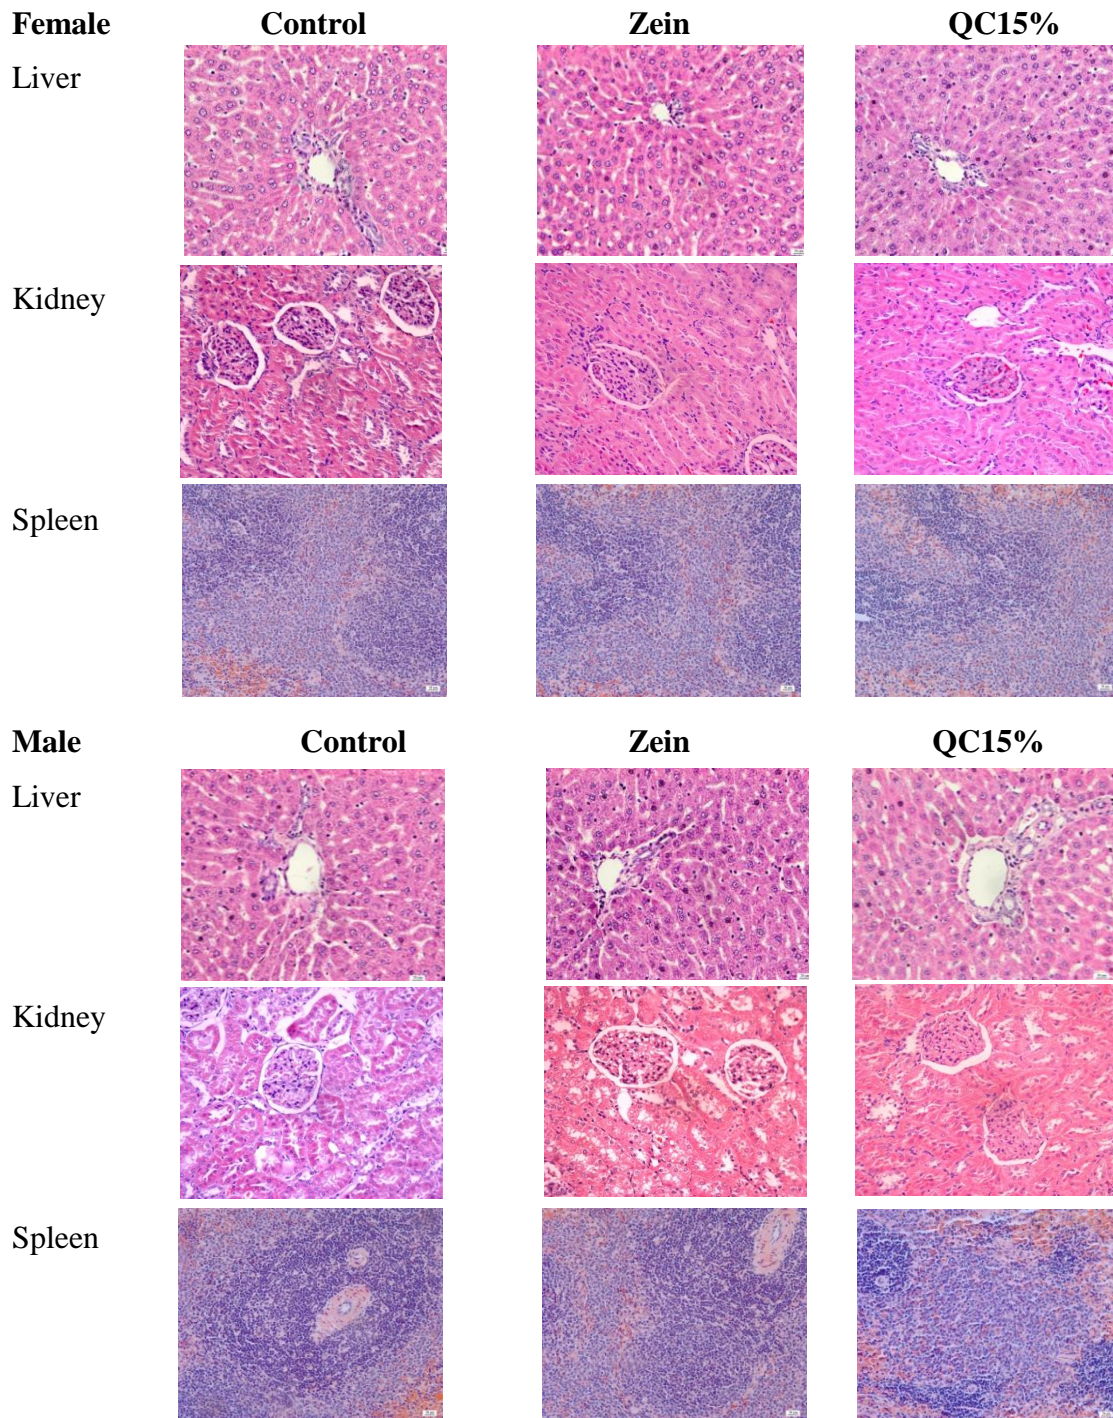 Female Control Zein QC15%
Liver
Kidney
Spleen
Male Control Zein QC15%
Liver
Kidney
Spleen